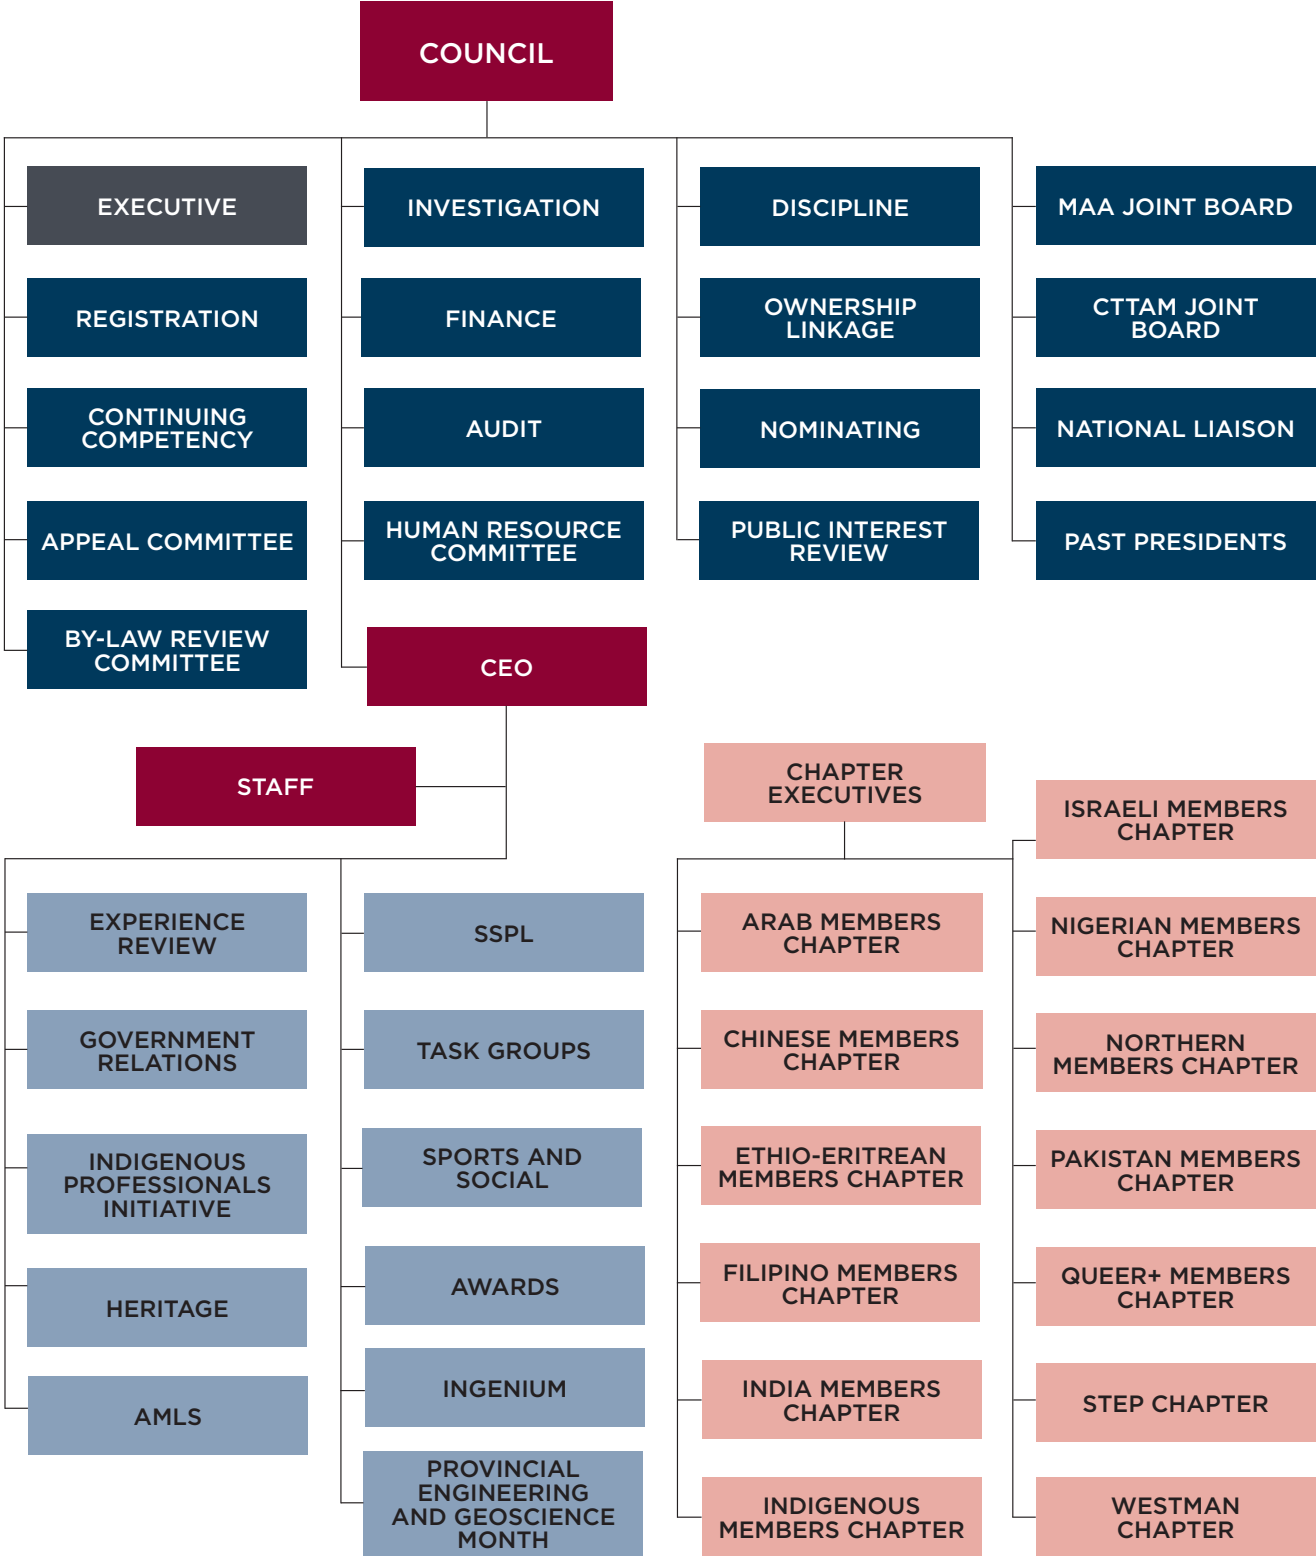 COUNCIL
EXECUTIVE
INVESTIGATION
DISCIPLINE
MAA JOINT BOARD
REGISTRATION
FINANCE
OWNERSHIP
LINKAGE
CTTAM JOINT
BOARD
CONTINUING
COMPETENCY
AUDIT
NOMINATING
NATIONAL LIAISON
APPEAL COMMITTEE
HUMAN RESOURCE
COMMITTEE
PUBLIC INTEREST
REVIEW
PAST PRESIDENTS
BY-LAW REVIEW
COMMITTEE
CEO
STAFF
EXPERIENCE
REVIEW
SSPL
GOVERNMENT
RELATIONS
TASK GROUPS
INDIGENOUS
PROFESSIONALS
INITIATIVE
SPORTS AND
SOCIAL
HERITAGE
AWARDS
AMLS
INGENIUM
PROVINCIAL
ENGINEERING
AND GEOSCIENCE
MONTH
CHAPTER
EXECUTIVES
ISRAELI MEMBERS
CHAPTER
ARAB MEMBERS
CHAPTER
NIGERIAN MEMBERS
CHAPTER
CHINESE MEMBERS
CHAPTER
NORTHERN
MEMBERS CHAPTER
ETHIO-ERITREAN
MEMBERS CHAPTER
PAKISTAN MEMBERS
CHAPTER
FILIPINO MEMBERS
CHAPTER
QUEER+ MEMBERS
CHAPTER
INDIA MEMBERS
CHAPTER
STEP CHAPTER
INDIGENOUS
MEMBERS CHAPTER
WESTMAN
CHAPTER